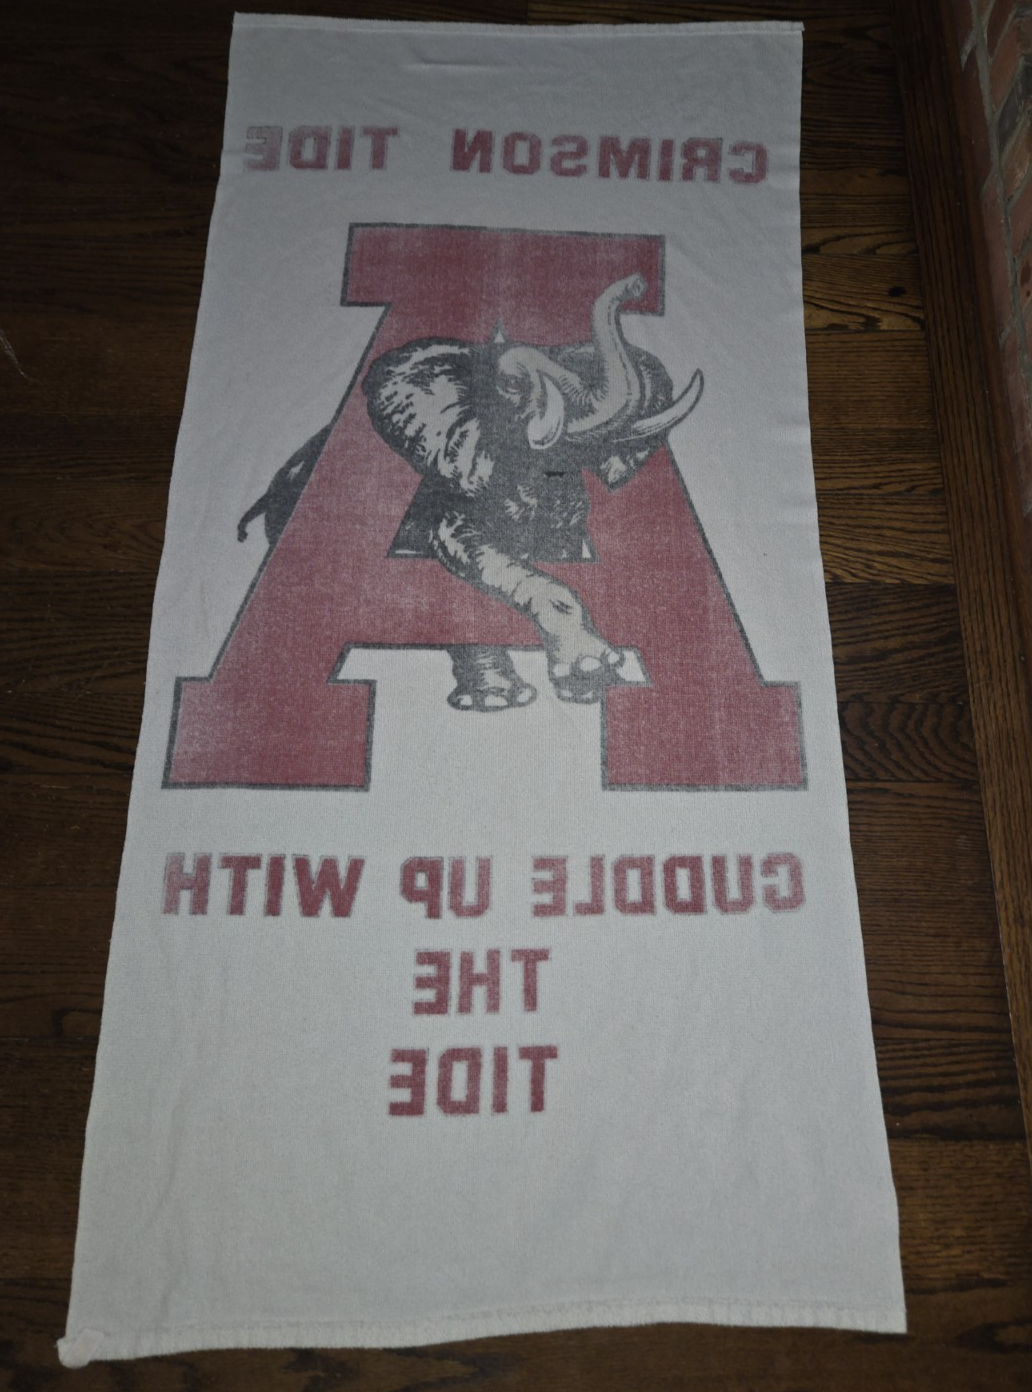 CRIMSON TIDE
A
CUDDLE UP WITH
THE
TIDE